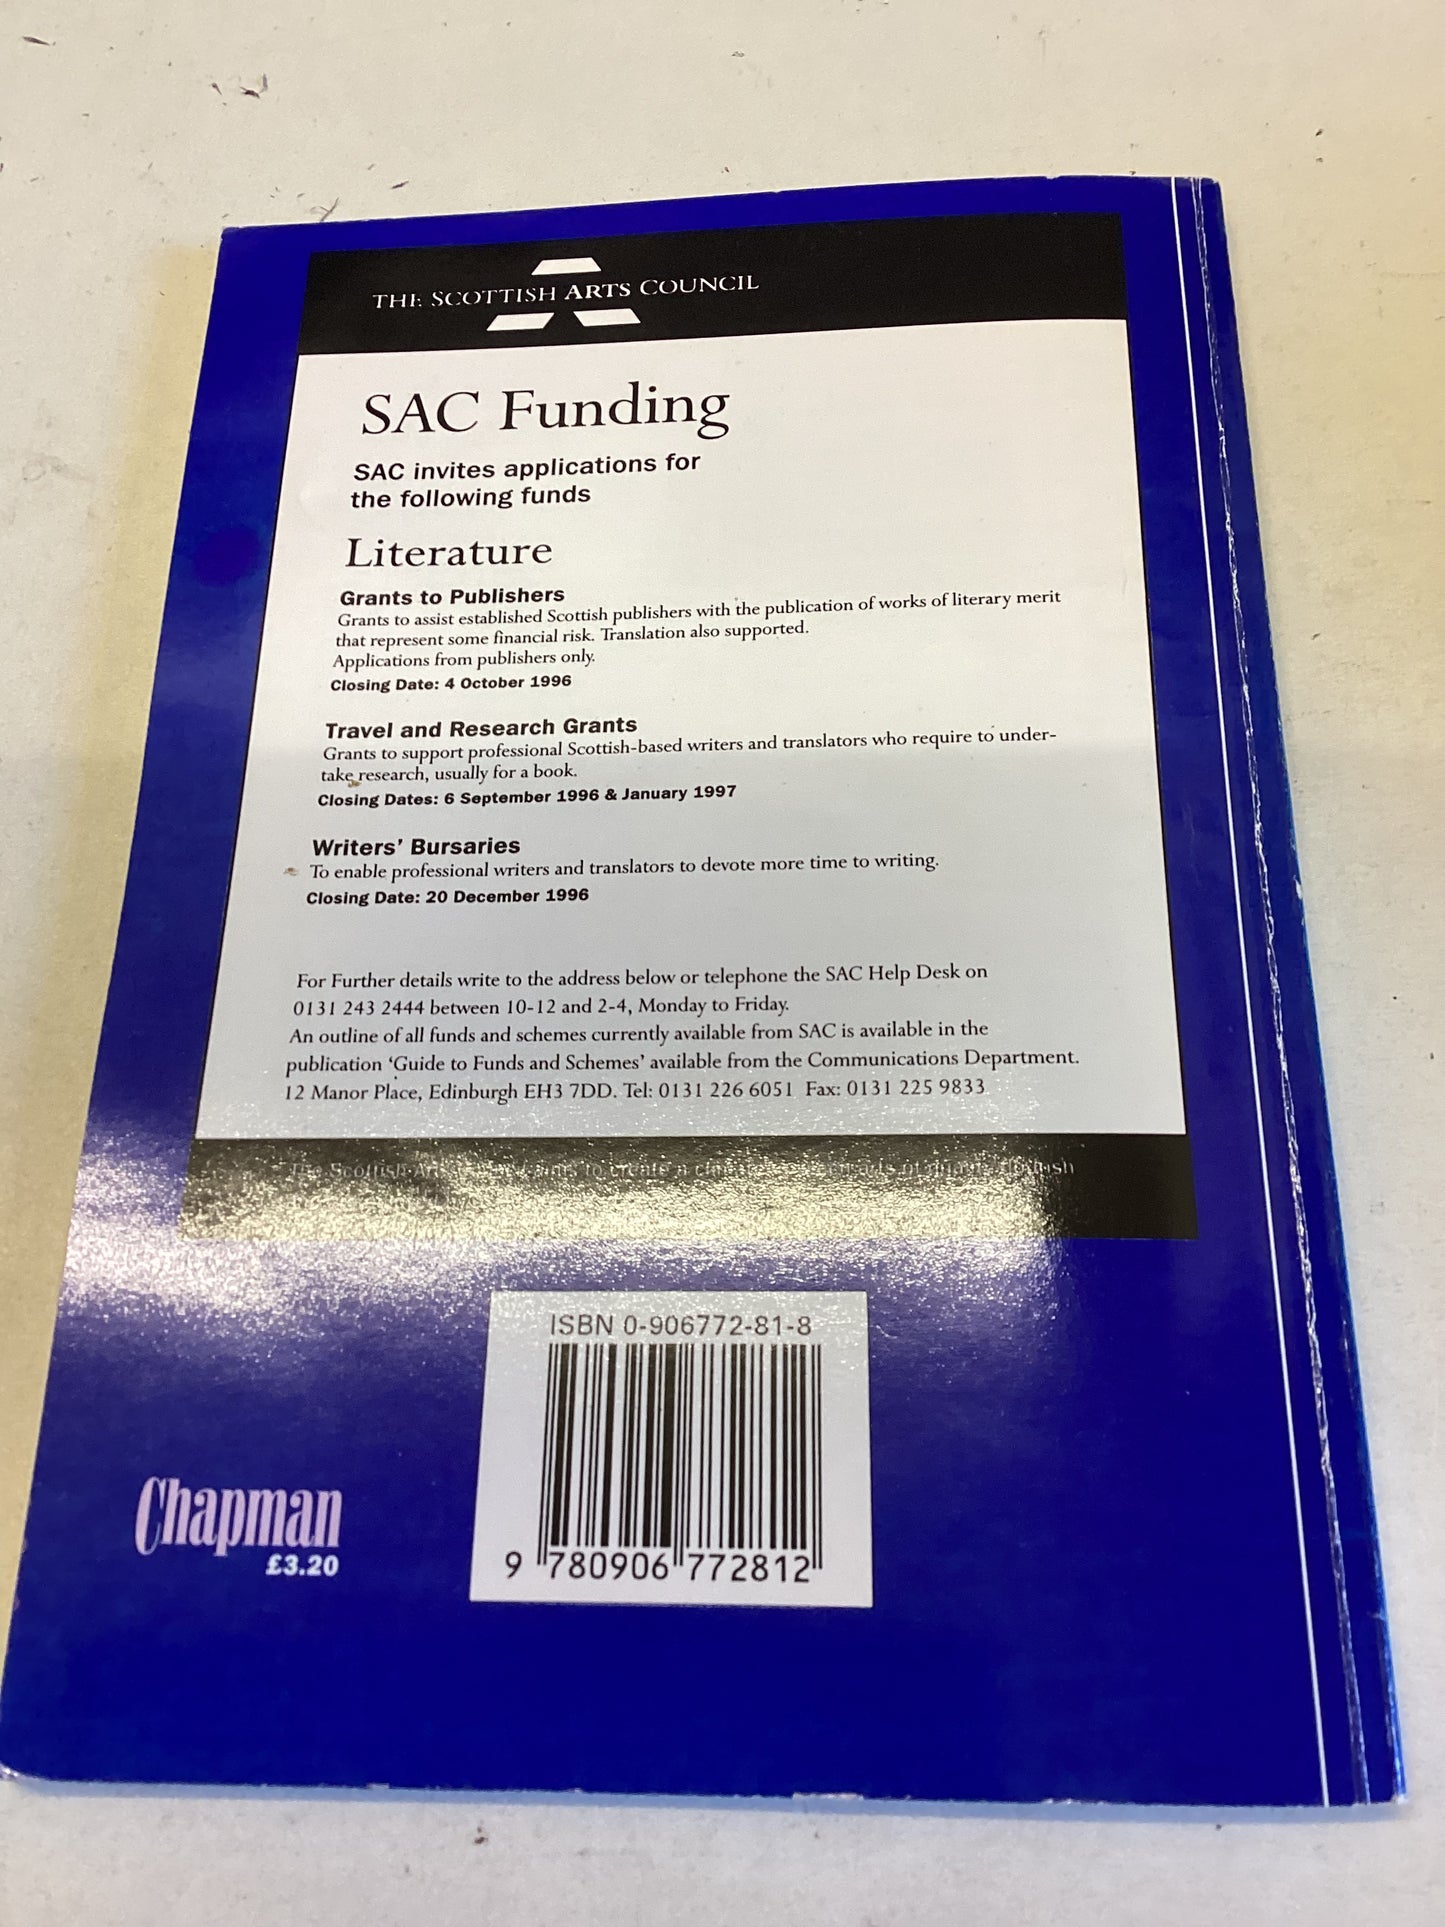 THE SCOTTISH ARTS COUNCIL
SAC Funding
SAC invites applications for
the following funds
Literature
Grants to Publishers
Grants to assist established Scottish publishers with the publication of works of literary merit
that represent some financial risk. Translation also supported.
Applications from publishers only.
Closing Date: 4 October 1996
Travel and Research Grants
Grants to support professional Scottish-based writers and translators who require to under-
take research, usually for a book.
Closing Dates: 6 September 1996 & January 1997
Writers’ Bursaries
To enable professional writers and translators to devote more time to writing.
Closing Date: 20 December 1996
For Further details write to the address below or telephone the SAC Help Desk on
0131 243 2444 between 10-12 and 2-4, Monday to Friday.
An outline of all funds and schemes currently available from SAC is available in the
publication ‘Guide to Funds and Schemes’ available from the Communications Department.
12 Manor Place, Edinburgh EH3 7DD. Tel: 0131 226 6051 Fax: 0131 225 9833
The Scottish to create a
ISBN 0-906772-81-8
9 780906 772812
Chapman
£3.20